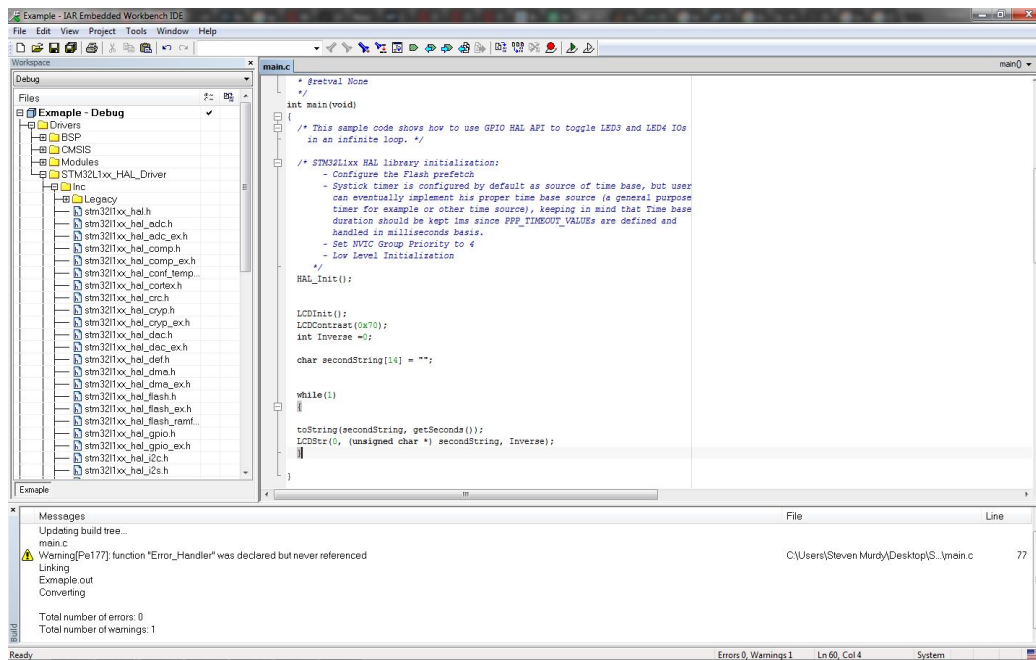 Example - IAR Embedded Workbench IDE
File Edit View Project Tools Window Help
Workspace
Debug
Files
Exmaple - Debug
Drivers
BSP
CMSIS
Modules
STM32L1xx_HAL_Driver
Inc
Legacy
stm32l1xx_hal.h
stm32l1xx_hal_adc.h
stm32l1xx_hal_adc_ex.h
stm32l1xx_hal_comp.h
stm32l1xx_hal_comp_ex.h
stm32l1xx_hal_conf_temp...
stm32l1xx_hal_cortex.h
stm32l1xx_hal_crc.h
stm32l1xx_hal_cryp.h
stm32l1xx_hal_cryp_ex.h
stm32l1xx_hal_dac.h
stm32l1xx_hal_dac_ex.h
stm32l1xx_hal_def.h
stm32l1xx_hal_dma.h
stm32l1xx_hal_dma_ex.h
stm32l1xx_hal_flash.h
stm32l1xx_hal_flash_ex.h
stm32l1xx_hal_flash_ramf...
stm32l1xx_hal_gpio.h
stm32l1xx_hal_gpio_ex.h
stm32l1xx_hal_i2c.h
stm32l1xx_hal_i2s.h
Exmaple
main.c
main()
* @retval None
*/
int main(void)
{
/* This sample code shows how to use GPIO HAL API to toggle LED3 and LED4 IOs
in an infinite loop. */
/* STM32L1xx HAL library initialization:
- Configure the Flash prefetch
- Systick timer is configured by default as source of time base, but user
can eventually implement his proper time base source (a general purpose
timer for example or other time source), keeping in mind that Time base
duration should be kept 1ms since PPP_TIMEOUT_VALUEs are defined and
handled in milliseconds basis.
- Set NVIC Group Priority to 4
- Low Level Initialization
*/
HAL_Init();
LCDInit();
LCDContrast(0x70);
int Inverse =0;
char secondString[14] = "";
while(1)
{
toString(secondString, getSeconds());
LCDStr(0, (unsigned char *) secondString, Inverse);
}
}
Messages File Line
Updating build tree...
main.c
Warning[Pe177]: function "Error_Handler" was declared but never referenced C:\Users\Steven Murdy\Desktop\S...\main.c 77
Linking
Exmaple.out
Converting
Total number of errors: 0
Total number of warnings: 1
Build
Ready Errors 0, Warnings 1 Ln 60, Col 4 System